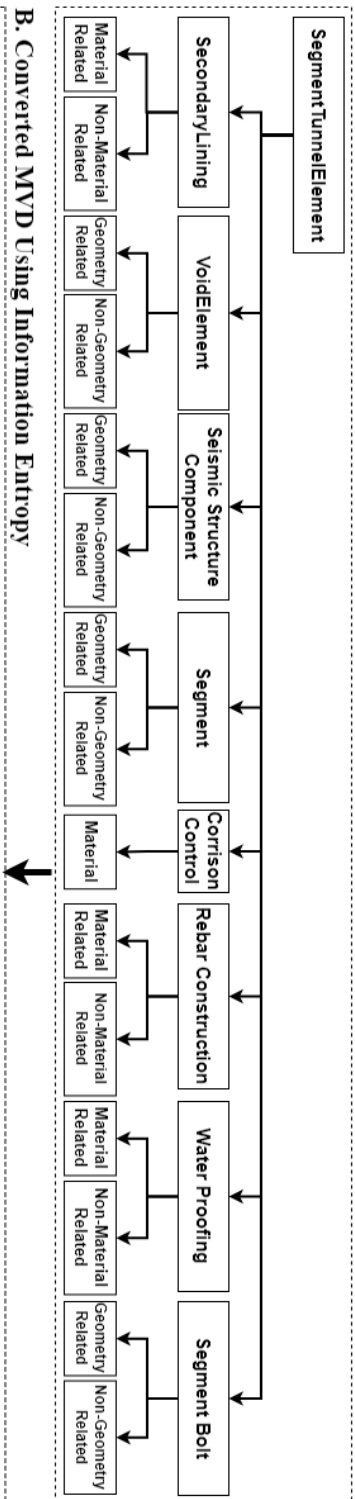 SegmentTunnelElement
SecondaryLining
VoidElement
Seismic Structure
Component
Segment
Corrison
Control
Rebar Construction
Water Proofing
Segment Bolt
Material
Related
Non-Material
Related
Geometry
Related
Non-Geometry
Related
Geometry
Related
Non-Geometry
Related
Geometry
Related
Non-Geometry
Related
Material
Material
Related
Non-Material
Related
Material
Related
Non-Material
Related
Geometry
Related
Non-Geometry
Related
B. Converted MVD Using Information Entropy